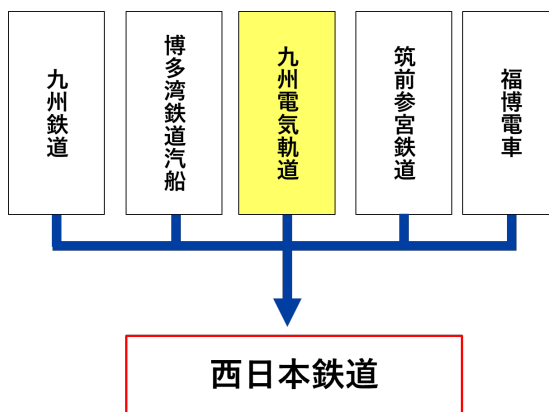 九州鉄道
博多湾鉄道汽船
九州電気軌道
筑前参宮鉄道
福博電車
西日本鉄道